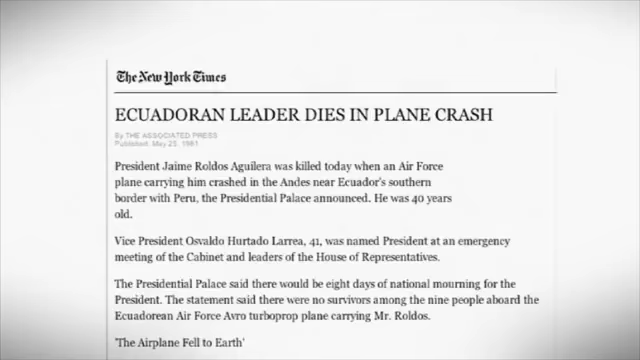 The New York Times
ECUADORAN LEADER DIES IN PLANE CRASH
By THE ASSOCIATED PRESS
Published: May 25, 1981
President Jaime Roldos Aguilera was killed today when an Air Force
plane carrying him crashed in the Andes near Ecuador's southern
border with Peru, the Presidential Palace announced. He was 40 years
old.
Vice President Osvaldo Hurtado Larrea, 41, was named President at an emergency
meeting of the Cabinet and leaders of the House of Representatives.
The Presidential Palace said there would be eight days of national mourning for the
President. The statement said there were no survivors among the nine people aboard the
Ecuadorean Air Force Avro turboprop plane carrying Mr. Roldos.
'The Airplane Fell to Earth'